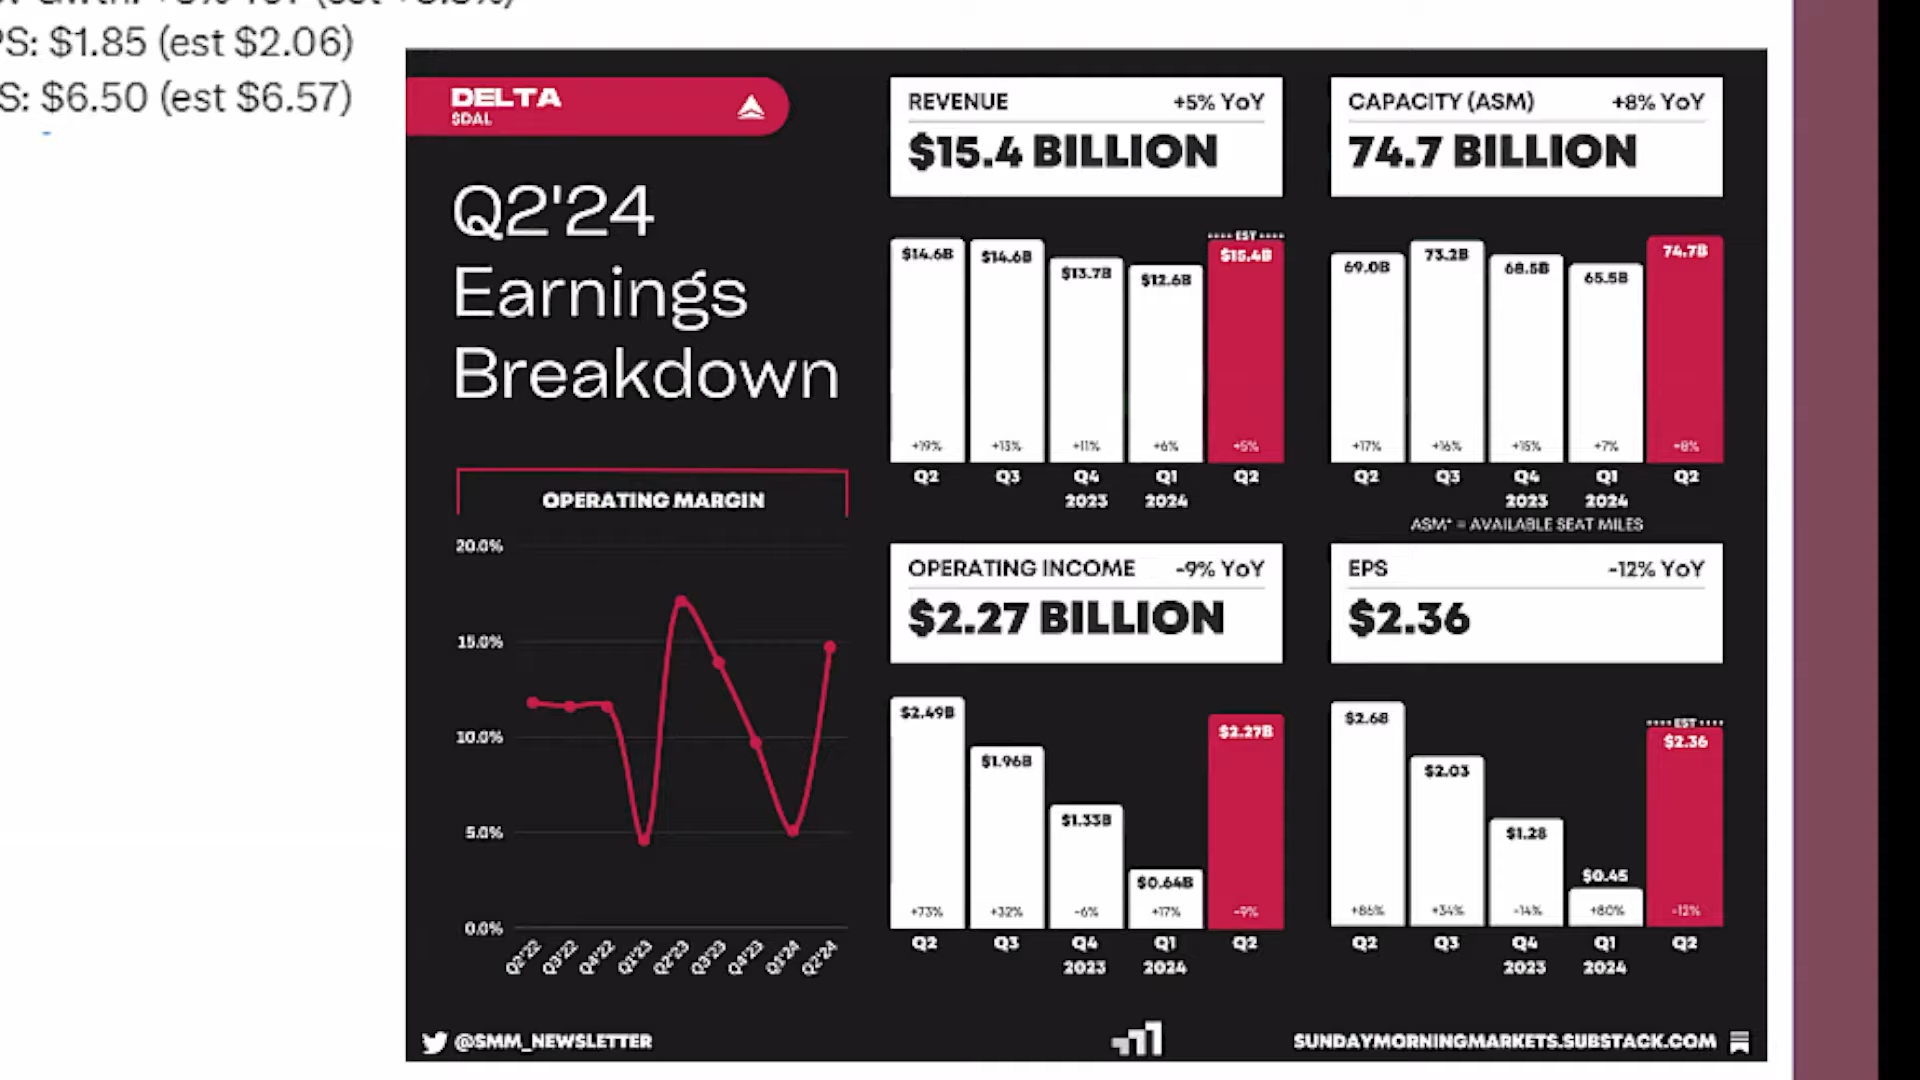 (est
PS: $1.85 (est $2.06)
S: $6.50 (est $6.57)
DELTA
$DAL
Q2'24
Earnings
Breakdown
OPERATING MARGIN
20.0%
15.0%
10.0%
5.0%
0.0%
Q2'22 Q3'22 Q4'22 Q1'23 Q2'23 Q3'23 Q4'23 Q1'24 Q2'24
REVENUE +5% YoY
$15.4 BILLION
EST
$14.6B $14.6B $13.7B $12.6B $15.4B
+19% +13% +11% +6% +5%
Q2 Q3 Q4 Q1 Q2
2023 2024
CAPACITY (ASM) +8% YoY
74.7 BILLION
69.0B 73.2B 68.5B 65.5B 74.7B
+17% +16% +15% +7% +8%
Q2 Q3 Q4 Q1 Q2
2023 2024
ASM* = AVAILABLE SEAT MILES
OPERATING INCOME -9% YoY
$2.27 BILLION
$2.49B $1.96B $1.33B $0.64B $2.27B
+73% +32% -6% +17% -9%
Q2 Q3 Q4 Q1 Q2
2023 2024
EPS -12% YoY
$2.36
EST
$2.68 $2.03 $1.28 $0.45 $2.36
+86% +34% -14% +80% -12%
Q2 Q3 Q4 Q1 Q2
2023 2024
@SMM_NEWSLETTER
SUNDAYMORNINGMARKETS.SUBSTACK.COM